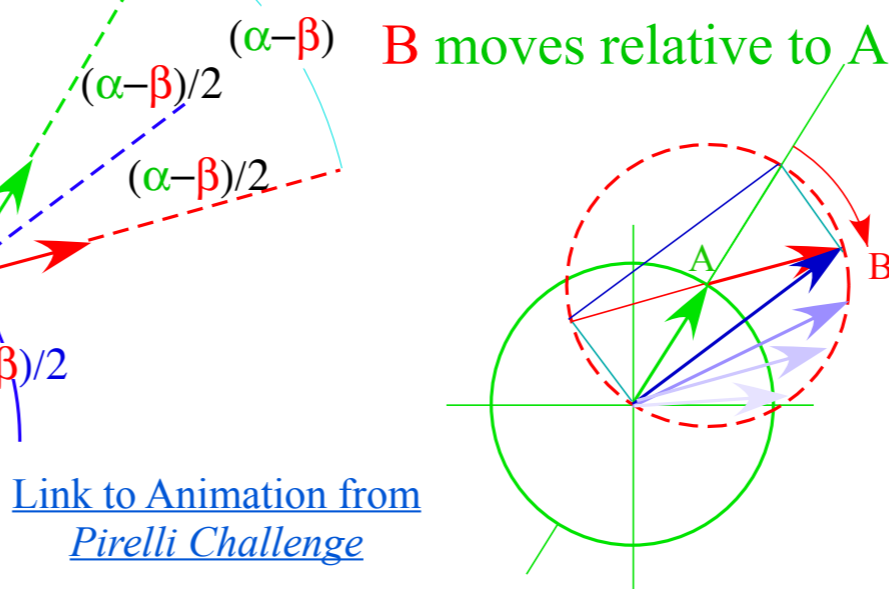 (α−β)
B moves relative to A
(α−β)/2
(α−β)/2
A
B
β)/2
Link to Animation from
Pirelli Challenge